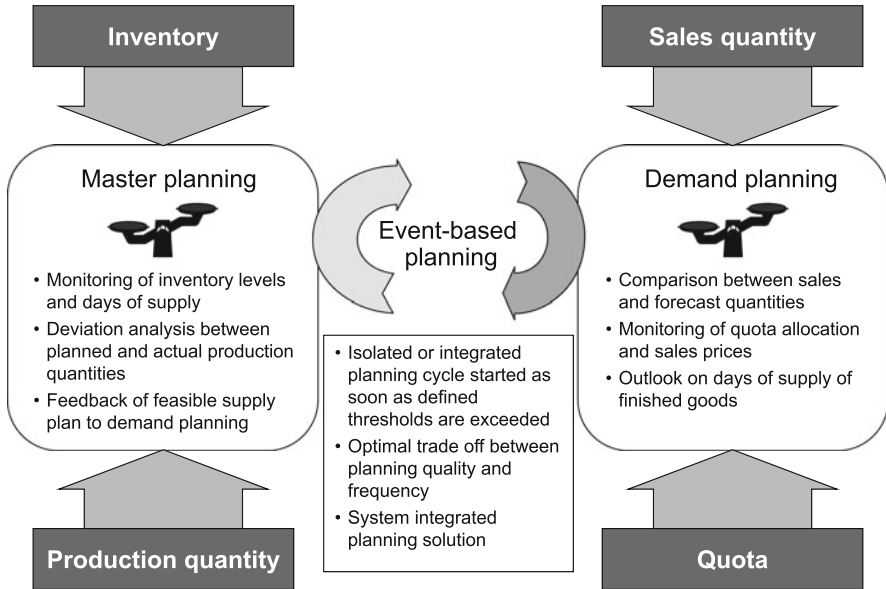 Inventory
Sales quantity
Master planning
• Monitoring of inventory levels
and days of supply
• Deviation analysis between
planned and actual production
quantities
• Feedback of feasible supply
plan to demand planning
Event-based
planning
• Isolated or integrated
planning cycle started as
soon as defined
thresholds are exceeded
• Optimal trade off between
planning quality and
frequency
• System integrated
planning solution
Demand planning
• Comparison between sales
and forecast quantities
• Monitoring of quota allocation
and sales prices
• Outlook on days of supply of
finished goods
Production quantity
Quota